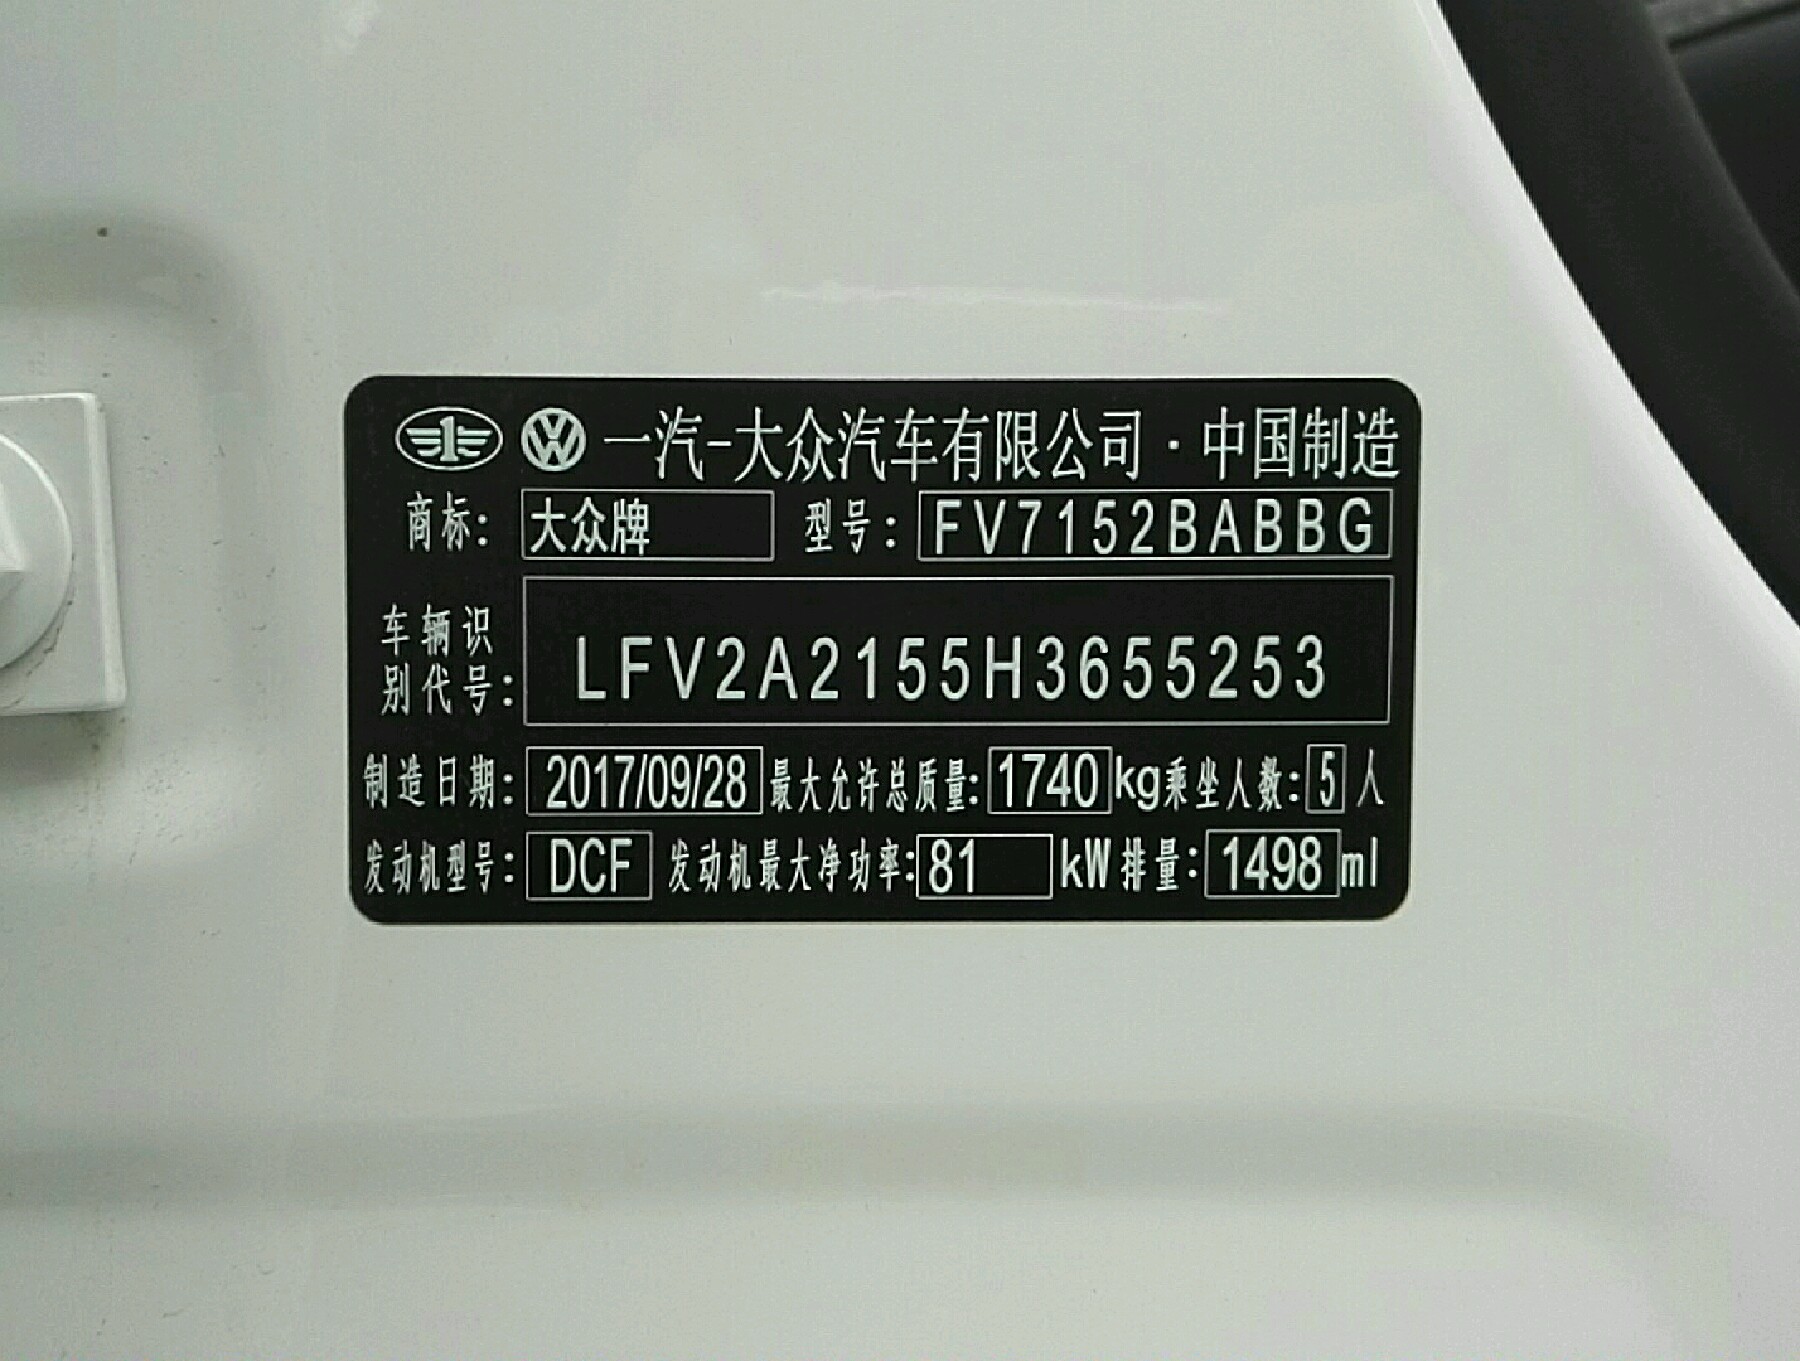 一汽-大众汽车有限公司·中国制造
商标: 大众牌 型号: FV7152BABBG
车辆识
别代号: LFV2A2155H3655253
制造日期: 2017/09/28 最大允许总质量: 1740 kg 乘坐人数: 5 人
发动机型号: DCF 发动机最大净功率: 81 kW 排量: 1498 ml